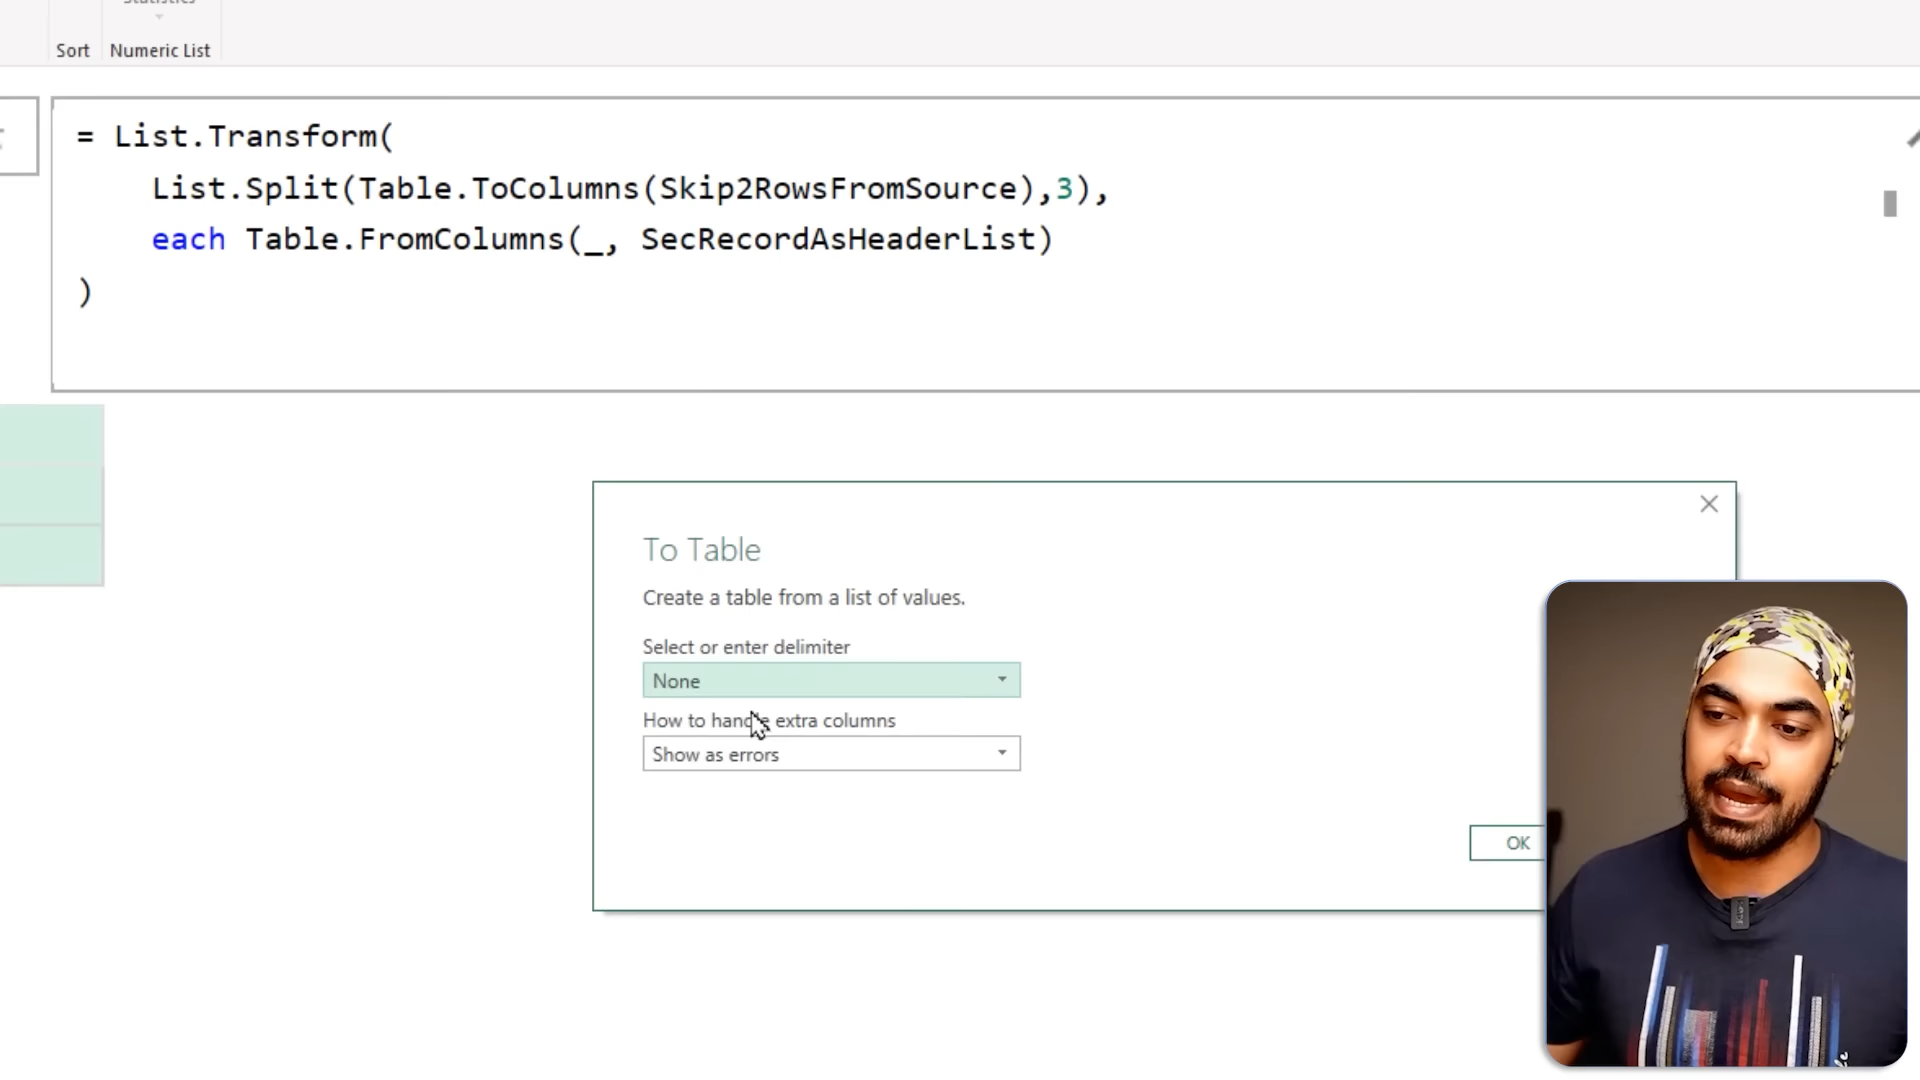 Statistics
Sort
Numeric List
= List.Transform(
List.Split(Table.ToColumns(Skip2RowsFromSource),3),
each Table.FromColumns(_, SecRecordAsHeaderList)
)
To Table
Create a table from a list of values.
Select or enter delimiter
None
How to handle extra columns
Show as errors
OK